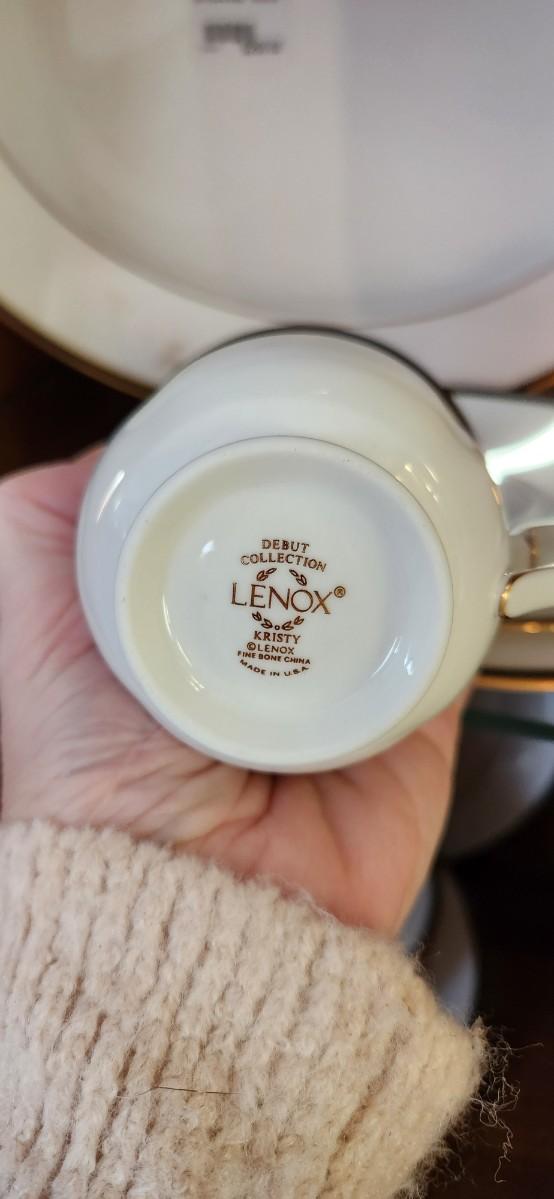 DEBUT
COLLECTION
LENOX®
KRISTY
©LENOX
FINE BONE CHINA
MADE IN U.S.A.